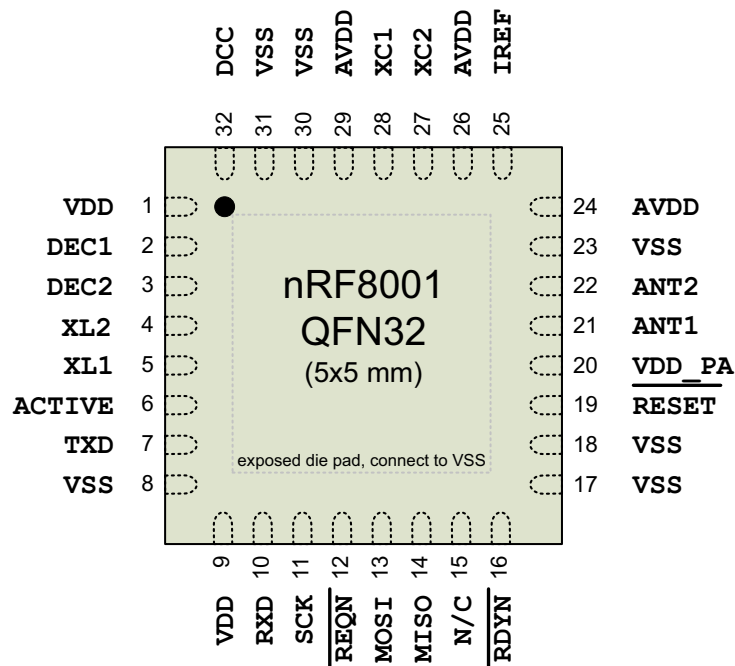 DCC VSS VSS AVDD XC1 XC2 AVDD IREF
32 31 30 29 28 27 26 25
VDD 1
DEC1 2
DEC2 3
XL2 4
XL1 5
ACTIVE 6
TXD 7
VSS 8
nRF8001
QFN32
(5x5 mm)
exposed die pad, connect to VSS
24 AVDD
23 VSS
22 ANT2
21 ANT1
20 VDD_PA
19 RESET
18 VSS
17 VSS
9 10 11 12 13 14 15 16
VDD RXD SCK REQN MOSI MISO N/C RDYN